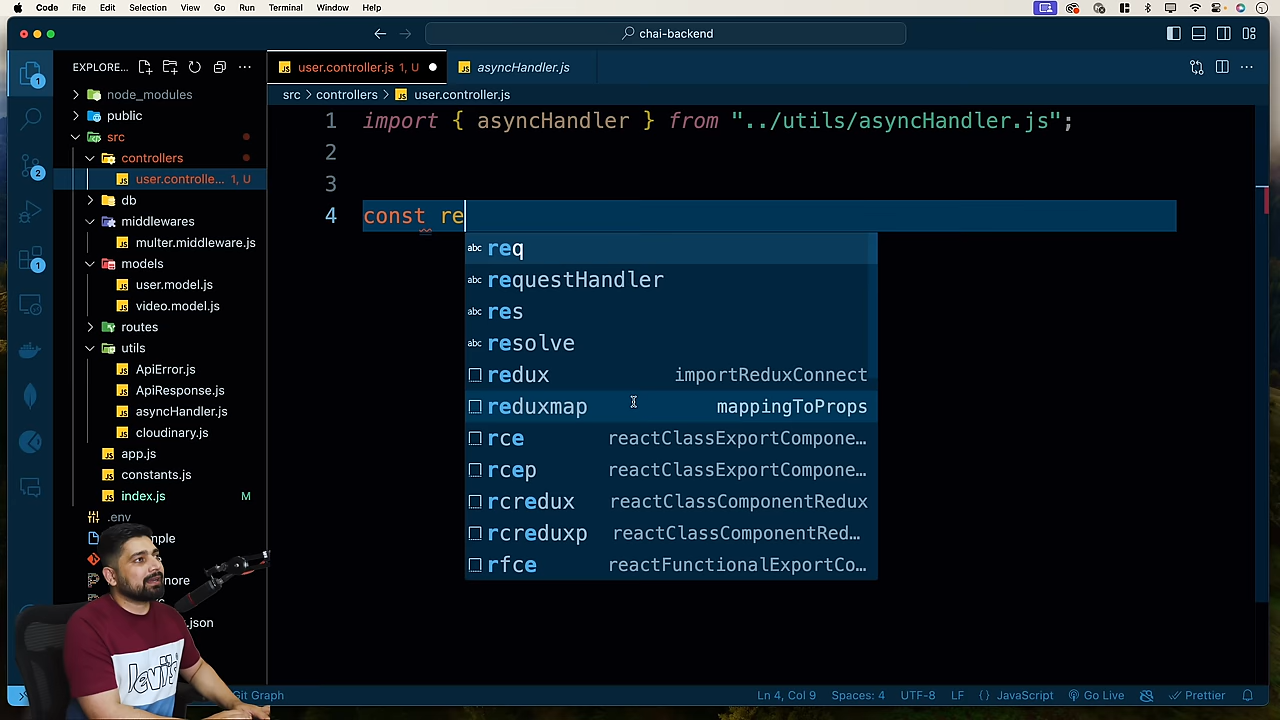 Code File Edit Selection View Go Run Terminal Window Help
chai-backend
EXPLORE...
user.controller.js 1, U
asyncHandler.js
node_modules
public
src
controllers
user.controlle... 1, U
db
middlewares
multer.middleware.js
models
user.model.js
video.model.js
routes
utils
ApiError.js
ApiResponse.js
asyncHandler.js
cloudinary.js
app.js
constants.js
index.js M
.env
1
2
1
src > controllers > user.controller.js
1 import { asyncHandler } from "../utils/asyncHandler.js";
2
3
4 const re
abc req
abc requestHandler
abc res
abc resolve
redux importReduxConnect
reduxmap mappingToProps
rce reactClassExportCompone...
rcep reactClassExportCompone...
rcredux reactClassComponentRedux
rcreduxp reactClassComponentRed...
rfce reactFunctionalExportCo...
Levi's
Git Graph
Ln 4, Col 9 Spaces: 4 UTF-8 LF {} JavaScript Go Live Prettier